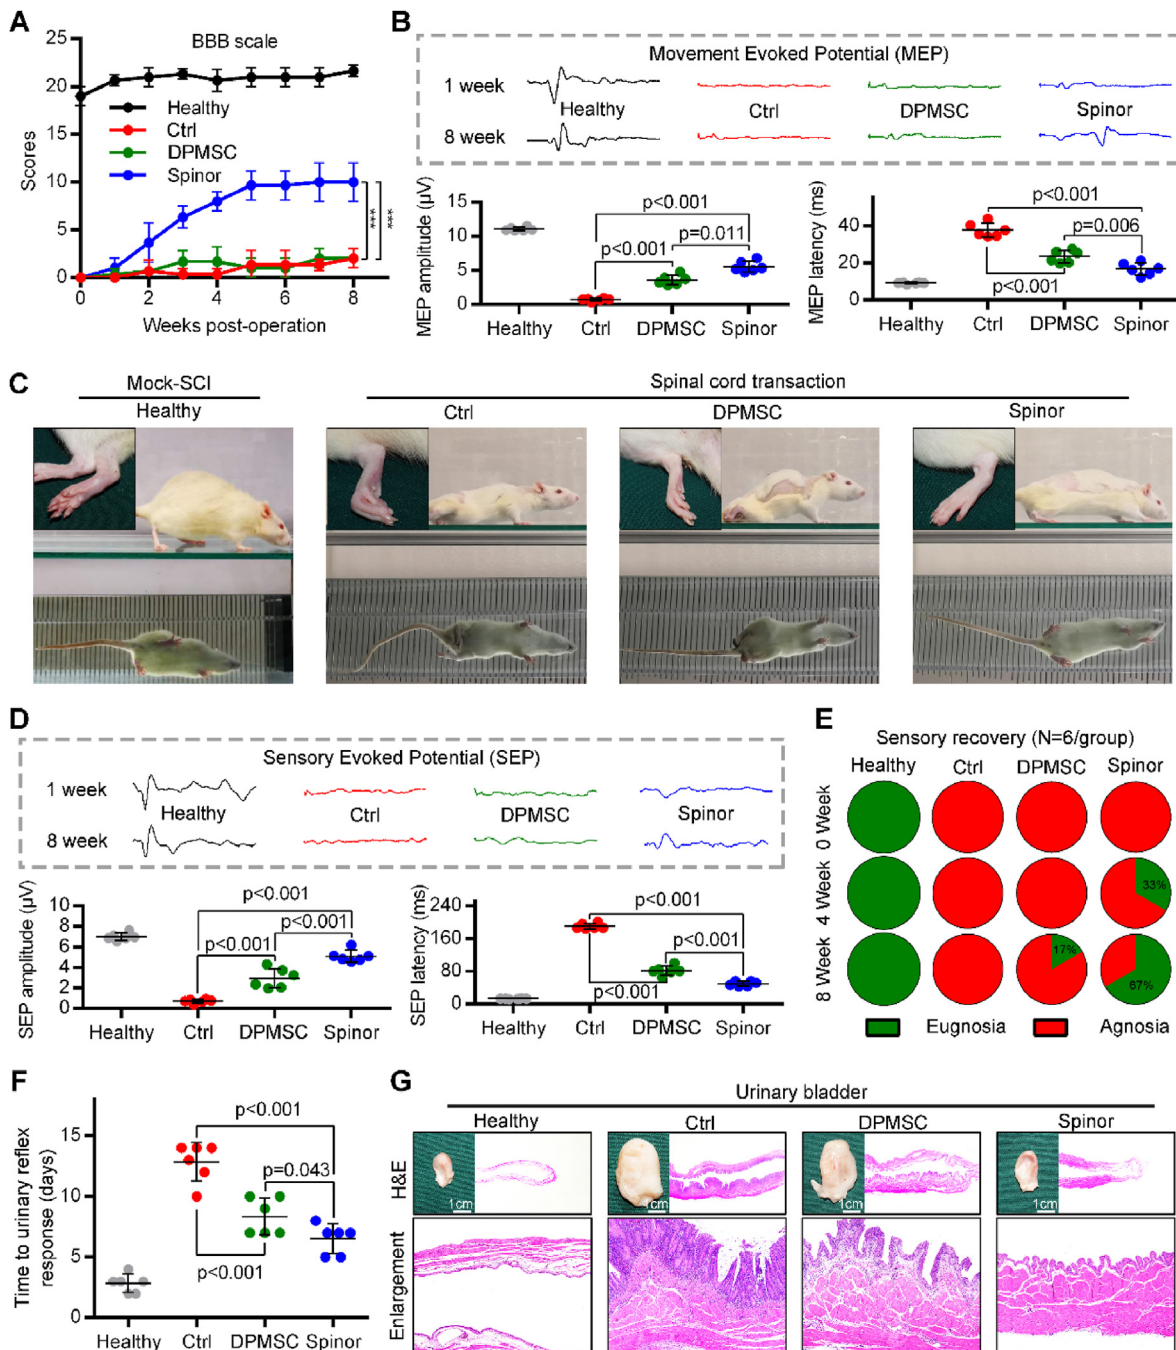 A
BBB scale
Scores
25
20
15
10
5
0
Healthy
Ctrl
DPMSC
Spinor
***
***
0 2 4 6 8
Weeks post-operation
B
Movement Evoked Potential (MEP)
1 week
Healthy Ctrl DPMSC Spinor
8 week
MEP amplitude (μV)
15
10
5
0
p<0.001
p<0.001
p=0.011
Healthy Ctrl DPMSC Spinor
MEP latency (ms)
40
20
0
p<0.001
p=0.006
p<0.001
Healthy Ctrl DPMSC Spinor
C
Mock-SCI Spinal cord transaction
Healthy Ctrl DPMSC Spinor
D
Sensory Evoked Potential (SEP)
1 week
Healthy Ctrl DPMSC Spinor
8 week
SEP amplitude (μV)
10
8
6
4
2
0
p<0.001
p<0.001
p<0.001
Healthy Ctrl DPMSC Spinor
SEP latency (ms)
240
160
80
0
p<0.001
p<0.001
p<0.001
Healthy Ctrl DPMSC Spinor
E
Sensory recovery (N=6/group)
Healthy Ctrl DPMSC Spinor
0 Week
4 Week
33%
8 Week
17%
67%
Eugnosia Agnosia
F
Time to urinary reflex
response (days)
15
10
5
0
p<0.001
p=0.043
p<0.001
Healthy Ctrl DPMSC Spinor
G
Urinary bladder
Healthy Ctrl DPMSC Spinor
H&E
1cm 1cm 1cm 1cm
Enlargement